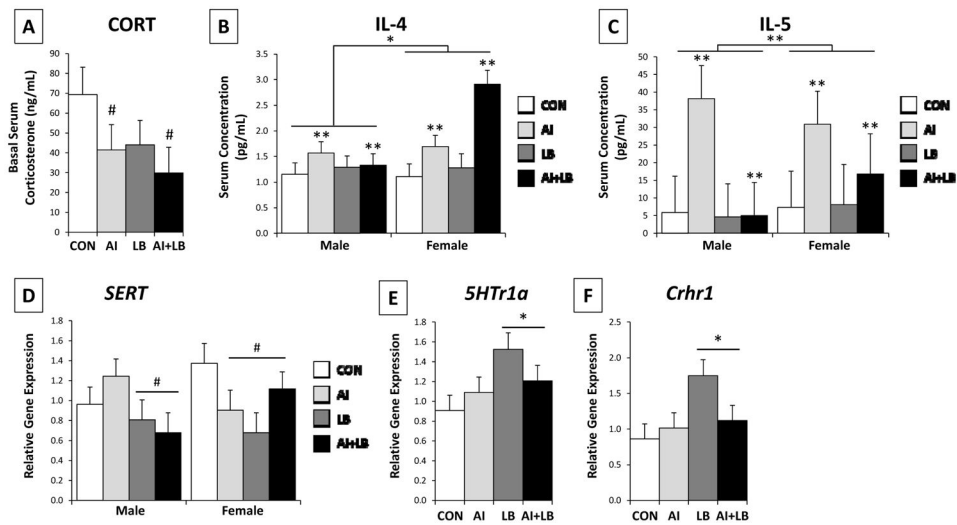 A
CORT
Basal Serum
Corticosterone (ng/mL)
90
80
70
60
50
40
30
20
10
0
#
#
CON AI LB AI+LB
B
IL-4
Serum Concentration
(pg/mL)
3.5
3.0
2.5
2.0
1.5
1.0
0.5
0.0
*
**
**
**
**
Male Female
CON
AI
LB
AI+LB
C
IL-5
Serum Concentration
(pg/mL)
50
45
40
35
30
25
20
15
10
5
0
**
**
**
**
**
Male Female
CON
AI
LB
AI+LB
D
SERT
Relative Gene Expression
1.8
1.6
1.4
1.2
1.0
0.8
0.6
0.4
0.2
0.0
#
#
Male Female
CON
AI
LB
AI+LB
E
5HTr1a
Relative Gene Expression
1.8
1.6
1.4
1.2
1.0
0.8
0.6
0.4
0.2
0.0
*
CON AI LB AI+LB
F
Crhr1
Relative Gene Expression
2.5
2.0
1.5
1.0
0.5
0.0
*
CON AI LB AI+LB